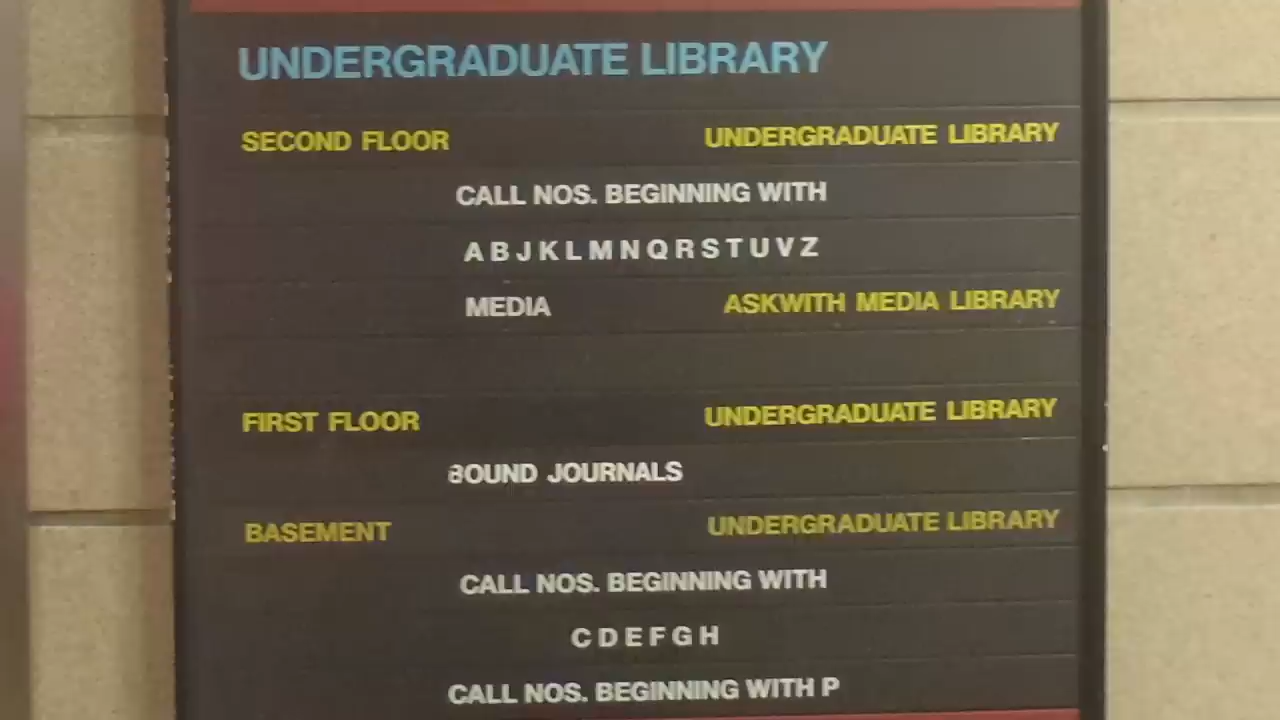 UNDERGRADUATE LIBRARY
SECOND FLOOR UNDERGRADUATE LIBRARY
CALL NOS. BEGINNING WITH
A B J K L M N Q R S T U V Z
MEDIA ASKWITH MEDIA LIBRARY
FIRST FLOOR UNDERGRADUATE LIBRARY
BOUND JOURNALS
BASEMENT UNDERGRADUATE LIBRARY
CALL NOS. BEGINNING WITH
C D E F G H
CALL NOS. BEGINNING WITH P